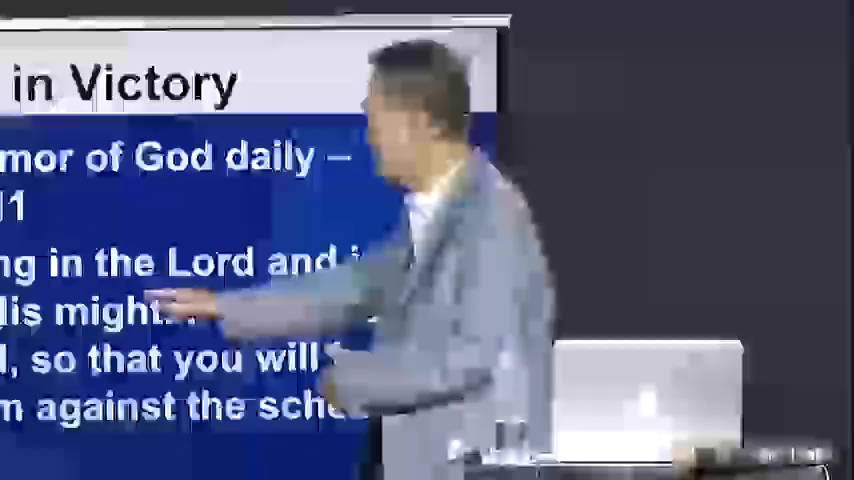 in Victory
mor of God daily –
11
ng in the Lord and
His might.
, so that you will
m against the sche